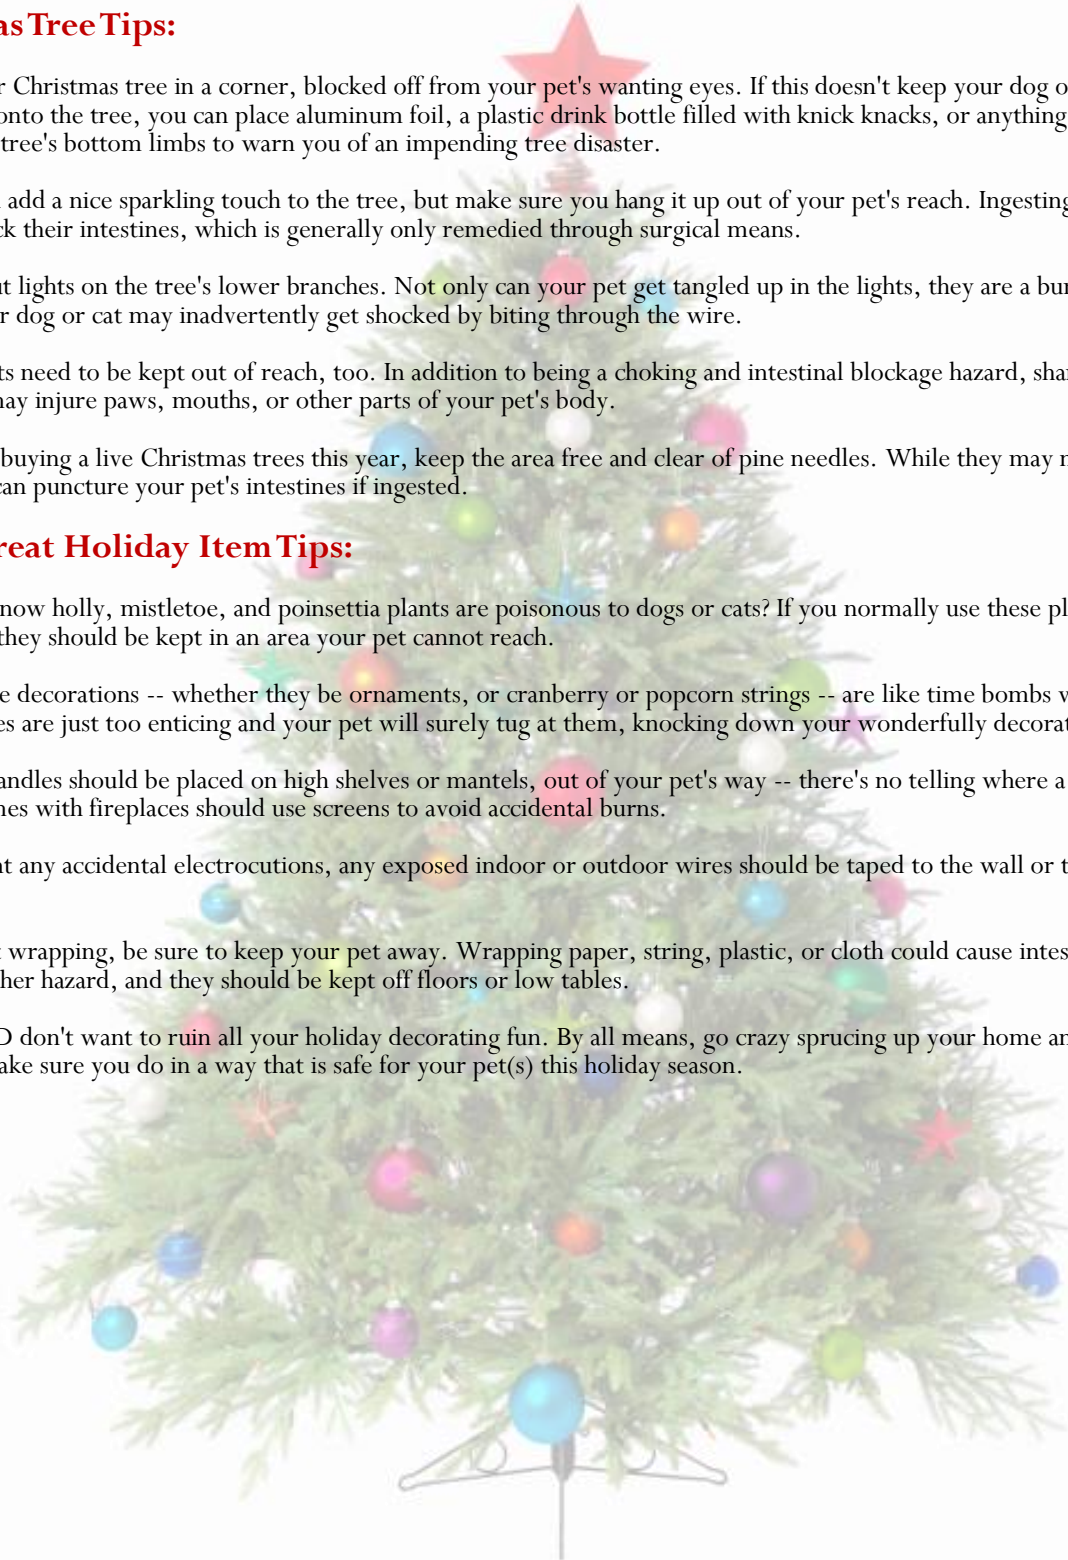 as Tree Tips:
r Christmas tree in a corner, blocked off from your pet's wanting eyes. If this doesn't keep your dog o
onto the tree, you can place aluminum foil, a plastic drink bottle filled with knick knacks, or anything
tree's bottom limbs to warn you of an impending tree disaster.
add a nice sparkling touch to the tree, but make sure you hang it up out of your pet's reach. Ingesting
ck their intestines, which is generally only remedied through surgical means.
ut lights on the tree's lower branches. Not only can your pet get tangled up in the lights, they are a bur
r dog or cat may inadvertently get shocked by biting through the wire.
ts need to be kept out of reach, too. In addition to being a choking and intestinal blockage hazard, shar
may injure paws, mouths, or other parts of your pet's body.
buying a live Christmas trees this year, keep the area free and clear of pine needles. While they may n
can puncture your pet's intestines if ingested.
reat Holiday Item Tips:
now holly, mistletoe, and poinsettia plants are poisonous to dogs or cats? If you normally use these pl
they should be kept in an area your pet cannot reach.
e decorations -- whether they be ornaments, or cranberry or popcorn strings -- are like time bombs w
es are just too enticing and your pet will surely tug at them, knocking down your wonderfully decorat
andles should be placed on high shelves or mantels, out of your pet's way -- there's no telling where a
mes with fireplaces should use screens to avoid accidental burns.
nt any accidental electrocutions, any exposed indoor or outdoor wires should be taped to the wall or t
t wrapping, be sure to keep your pet away. Wrapping paper, string, plastic, or cloth could cause intes
ther hazard, and they should be kept off floors or low tables.
D don't want to ruin all your holiday decorating fun. By all means, go crazy sprucing up your home an
ake sure you do in a way that is safe for your pet(s) this holiday season.